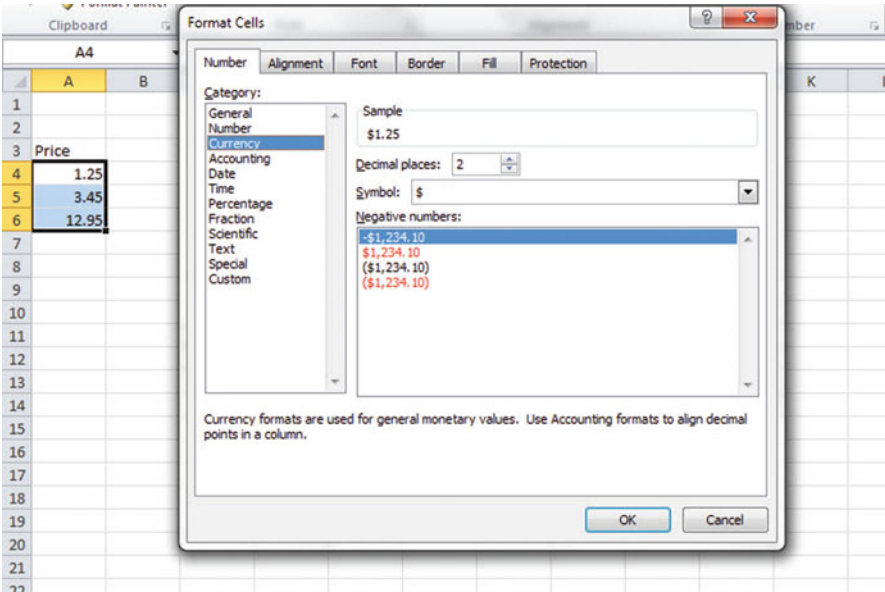 Format Painter
Clipboard
Format Cells
mber
A4
Number Alignment Font Border Fill Protection
A B K
Category:
General
Number
Currency
Accounting
Date
Time
Percentage
Fraction
Scientific
Text
Special
Custom
Sample
$1.25
Decimal places: 2
Symbol: $
Negative numbers:
-$1,234.10
$1,234.10
($1,234.10)
($1,234.10)
Currency formats are used for general monetary values. Use Accounting formats to align decimal
points in a column.
OK Cancel
1
2
3 Price
4 1.25
5 3.45
6 12.95
7
8
9
10
11
12
13
14
15
16
17
18
19
20
21
22